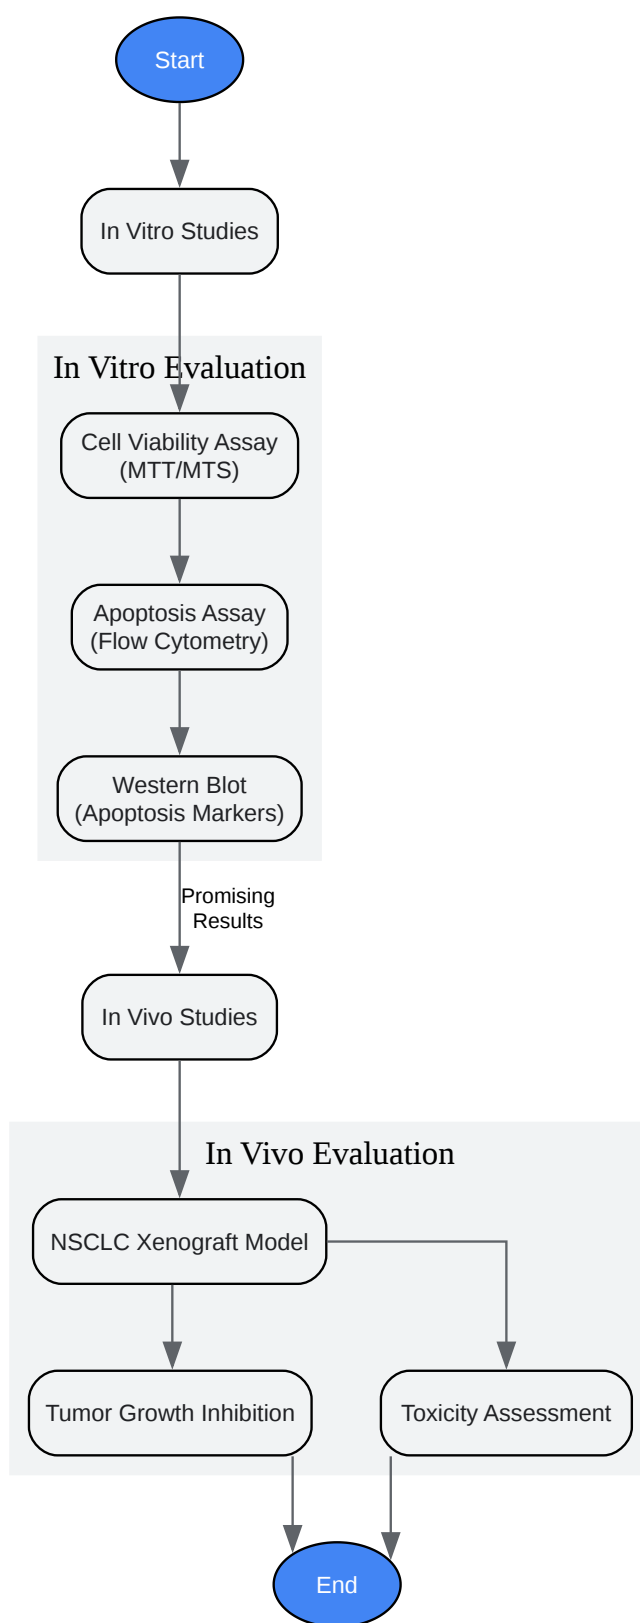 Start
In Vitro Studies
In Vitro Evaluation
Cell Viability Assay
(MTT/MTS)
Apoptosis Assay
(Flow Cytometry)
Western Blot
(Apoptosis Markers)
Promising
Results
In Vivo Studies
In Vivo Evaluation
NSCLC Xenograft Model
Tumor Growth Inhibition
Toxicity Assessment
End